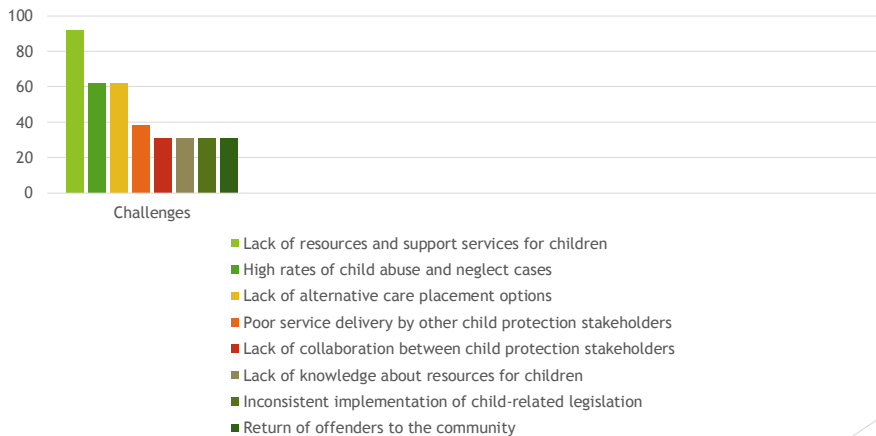 100
80
60
40
20
0
Challenges
Lack of resources and support services for children
High rates of child abuse and neglect cases
Lack of alternative care placement options
Poor service delivery by other child protection stakeholders
Lack of collaboration between child protection stakeholders
Lack of knowledge about resources for children
Inconsistent implementation of child-related legislation
Return of offenders to the community